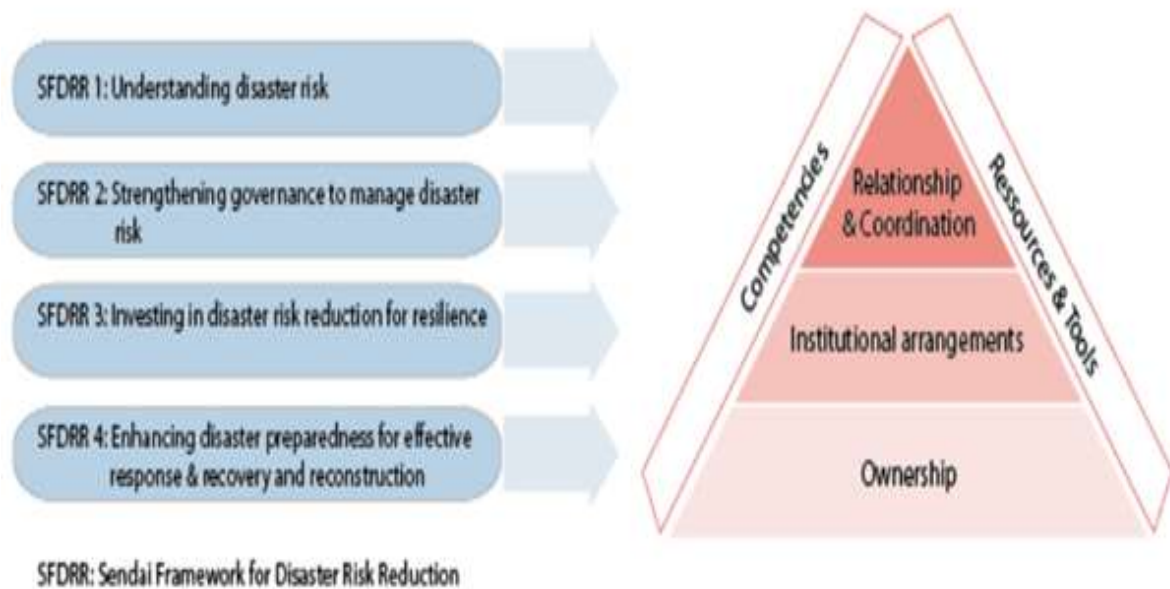 SFDRR 1: Understanding disaster risk
SFDRR 2: Strengthening governance to manage disaster
risk
SFDRR 3: Investing in disaster risk reduction for resilience
SFDRR 4: Enhancing disaster preparedness for effective
response & recovery and reconstruction
SFDRR: Sendai Framework for Disaster Risk Reduction
Competencies
Relationship
& Coordination
Institutional arrangements
Ownership
Ressources & Tools